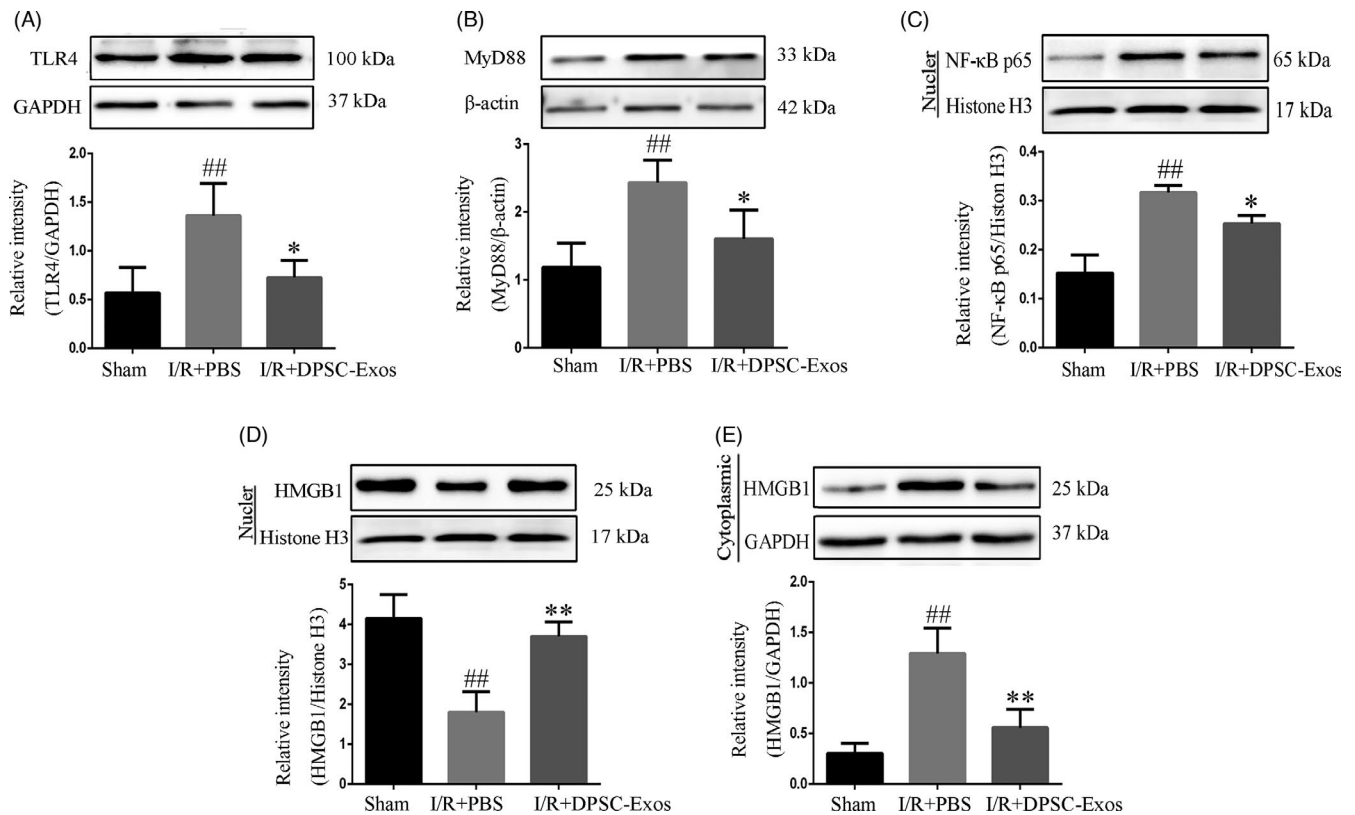 (A)
TLR4
100 kDa
GAPDH
37 kDa
Relative intensity
(TLR4/GAPDH)
2.0
1.5
1.0
0.5
0.0
##
*
Sham
I/R+PBS
I/R+DPSC-Exos
(B)
MyD88
33 kDa
β-actin
42 kDa
Relative intensity
(MyD88/β-actin)
3
2
1
0
##
*
Sham
I/R+PBS
I/R+DPSC-Exos
(C)
Nucler
NF-κB p65
65 kDa
Histone H3
17 kDa
Relative intensity
(NF-κB p65/Histon H3)
0.4
0.3
0.2
0.1
0.0
##
*
Sham
I/R+PBS
I/R+DPSC-Exos
(D)
Nucler
HMGB1
25 kDa
Histone H3
17 kDa
Relative intensity
(HMGB1/Histone H3)
5
4
3
2
1
0
##
**
Sham
I/R+PBS
I/R+DPSC-Exos
(E)
Cytoplasmic
HMGB1
25 kDa
GAPDH
37 kDa
Relative intensity
(HMGB1/GAPDH)
2.0
1.5
1.0
0.5
0.0
##
**
Sham
I/R+PBS
I/R+DPSC-Exos